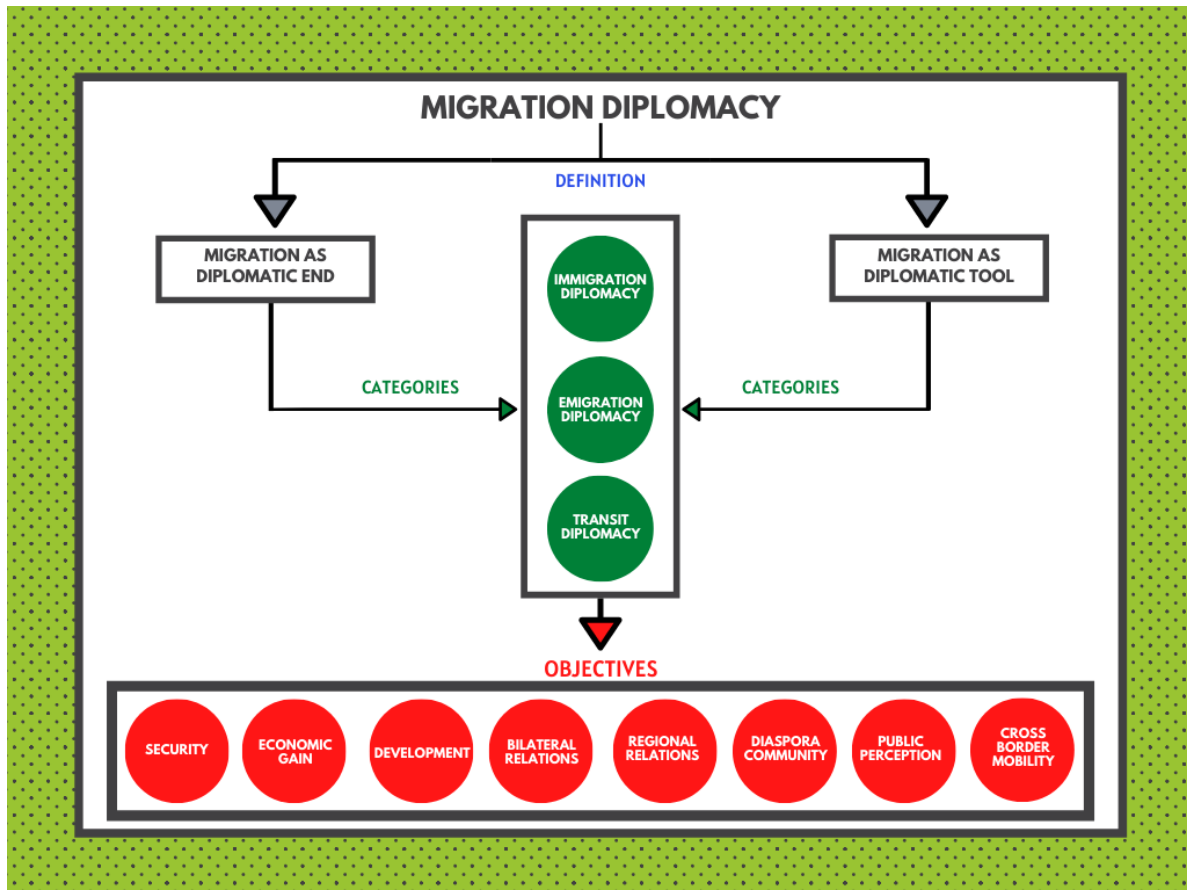 MIGRATION DIPLOMACY
DEFINITION
MIGRATION AS
DIPLOMATIC END
MIGRATION AS
DIPLOMATIC TOOL
IMMIGRATION
DIPLOMACY
CATEGORIES
EMIGRATION
DIPLOMACY
CATEGORIES
TRANSIT
DIPLOMACY
OBJECTIVES
SECURITY
ECONOMIC
GAIN
DEVELOPMENT
BILATERAL
RELATIONS
REGIONAL
RELATIONS
DIASPORA
COMMUNITY
PUBLIC
PERCEPTION
CROSS
BORDER
MOBILITY